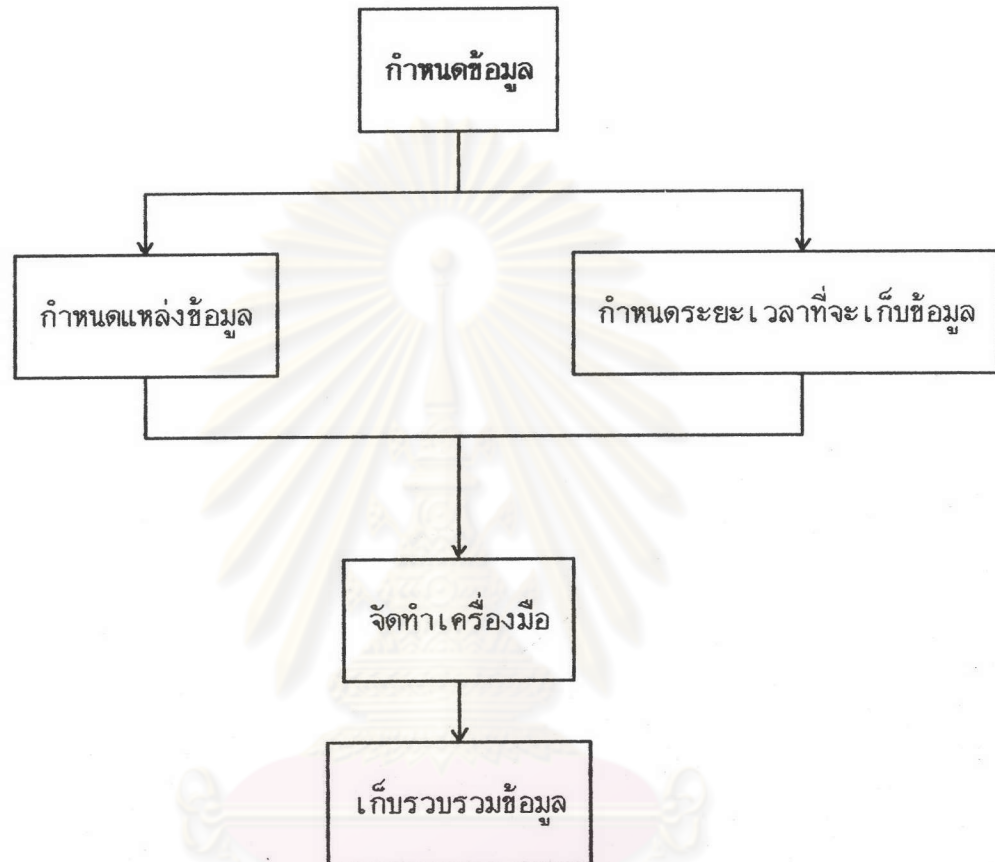 กำหนดข้อมูล
กำหนดแหล่งข้อมูล
กำหนดระยะเวลาที่จะเก็บข้อมูล
จัดทำเครื่องมือ
เก็บรวบรวมข้อมูล